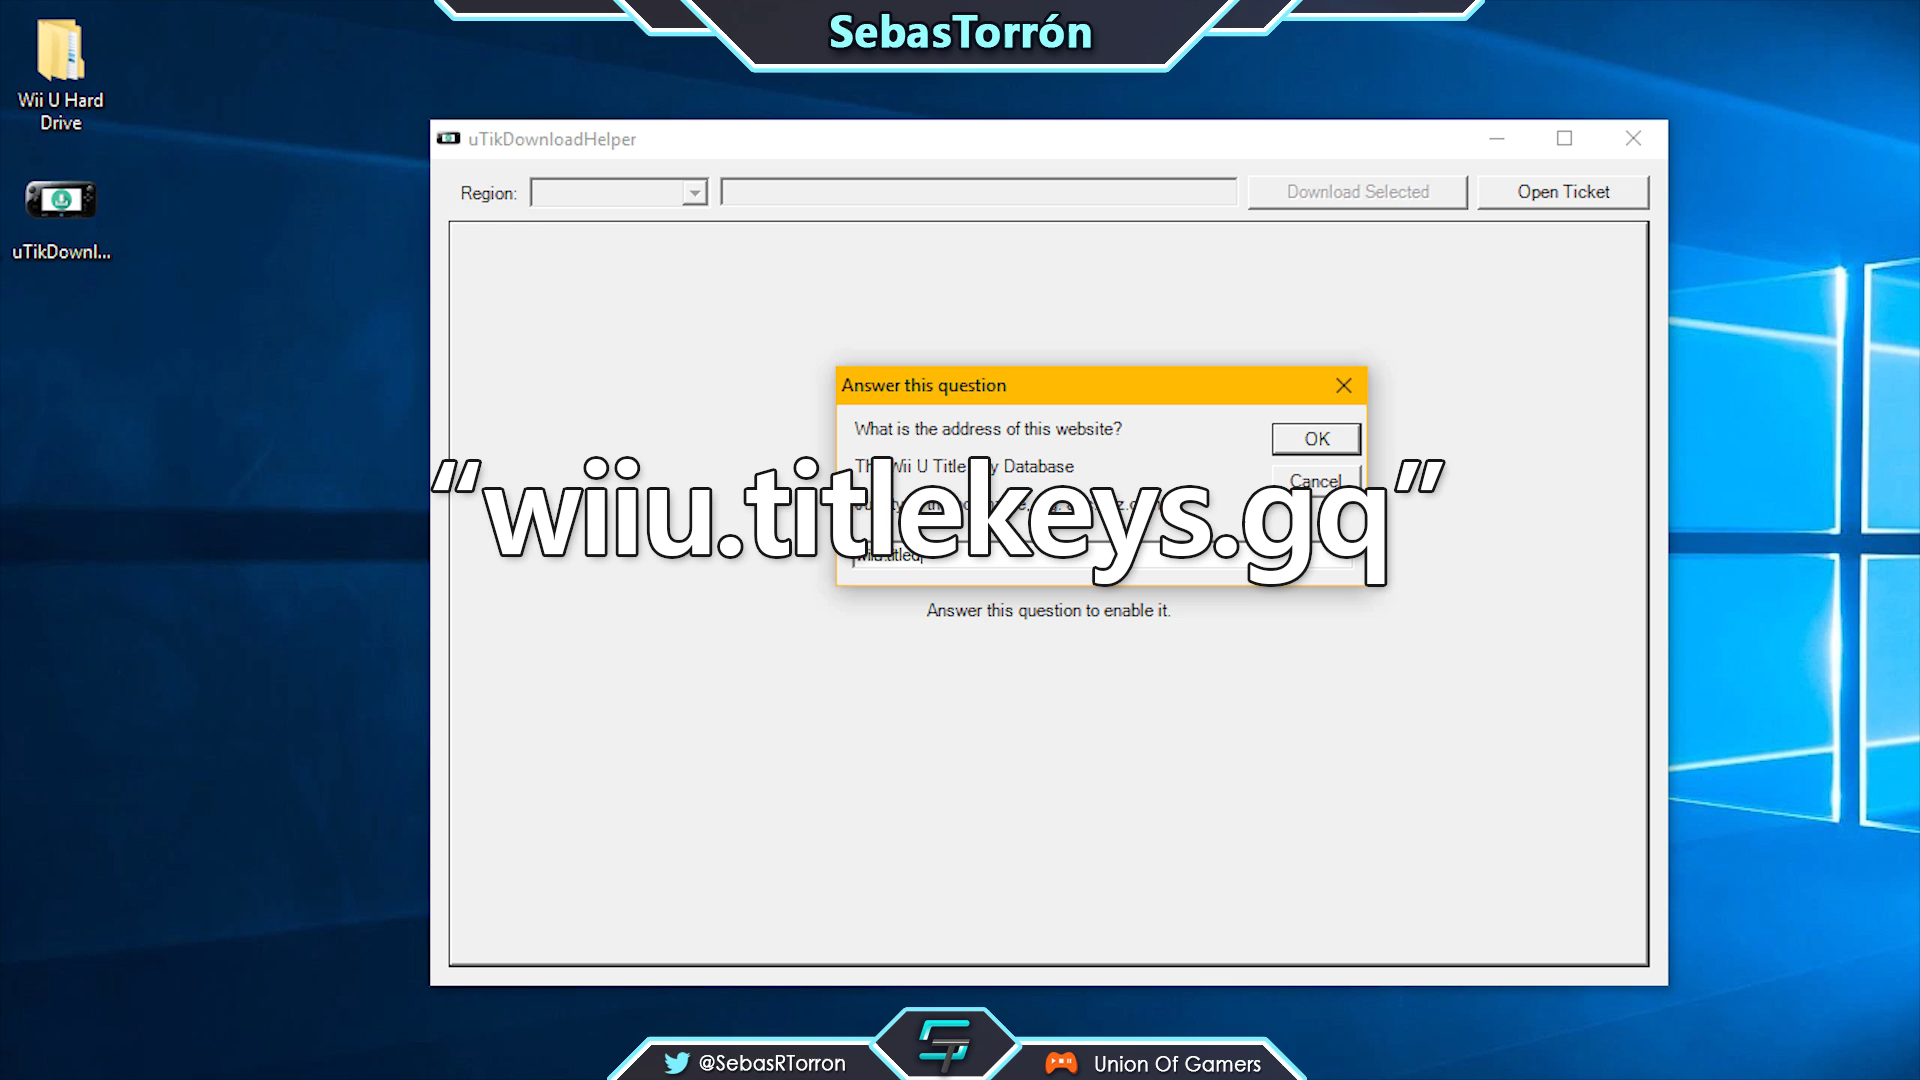 SebasTorrón
Wii U Hard
Drive
uTikDownl...
uTikDownloadHelper
Region:
Download Selected
Open Ticket
Answer this question
What is the address of this website?
OK
Wii U Title Database
Cancel
“wiiu.titlekeys.gq”
Answer this question to enable it.
@SebasRTorron
Union Of Gamers